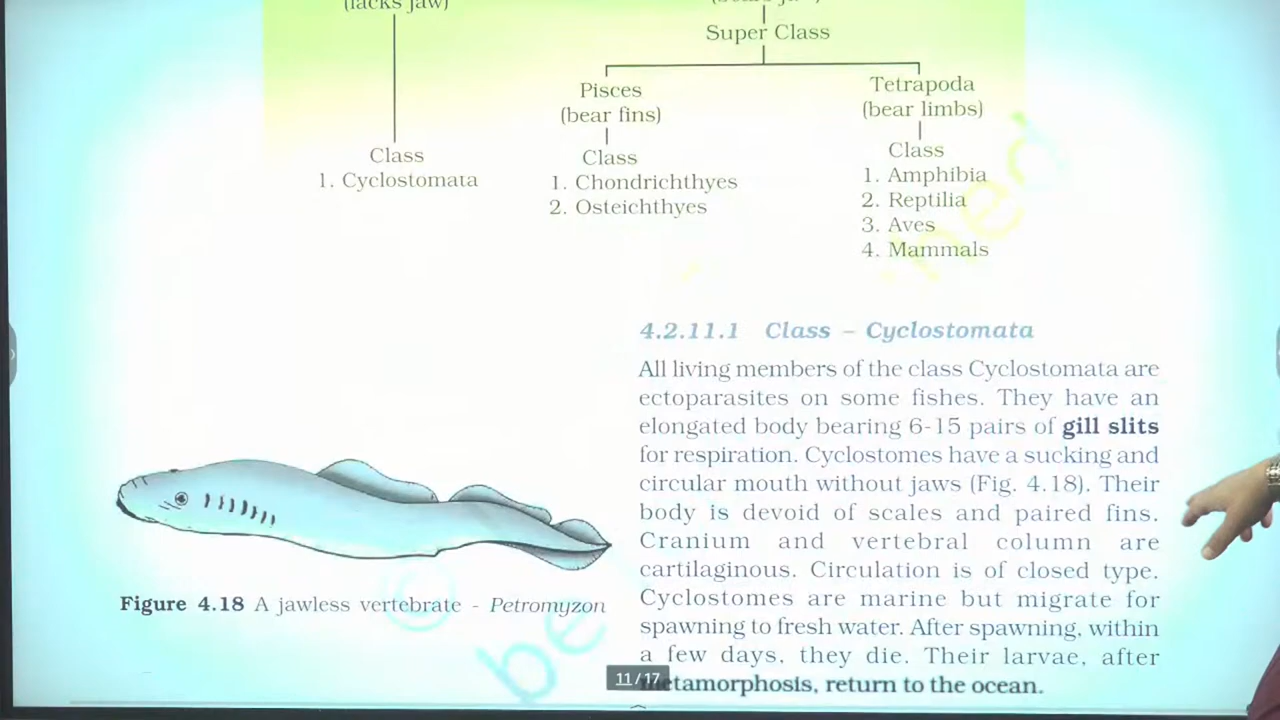 (lacks jaw)
Super Class
Pisces
(bear fins)
Tetrapoda
(bear limbs)
Class
1. Cyclostomata
Class
1. Chondrichthyes
2. Osteichthyes
Class
1. Amphibia
2. Reptilia
3. Aves
4. Mammals
4.2.11.1 Class – Cyclostomata
All living members of the class Cyclostomata are
ectoparasites on some fishes. They have an
elongated body bearing 6-15 pairs of gill slits
for respiration. Cyclostomes have a sucking and
circular mouth without jaws (Fig. 4.18). Their
body is devoid of scales and paired fins.
Cranium and vertebral column are
cartilaginous. Circulation is of closed type.
Cyclostomes are marine but migrate for
spawning to fresh water. After spawning, within
a few days, they die. Their larvae, after
metamorphosis, return to the ocean.
Figure 4.18 A jawless vertebrate - Petromyzon
© be
11 / 17